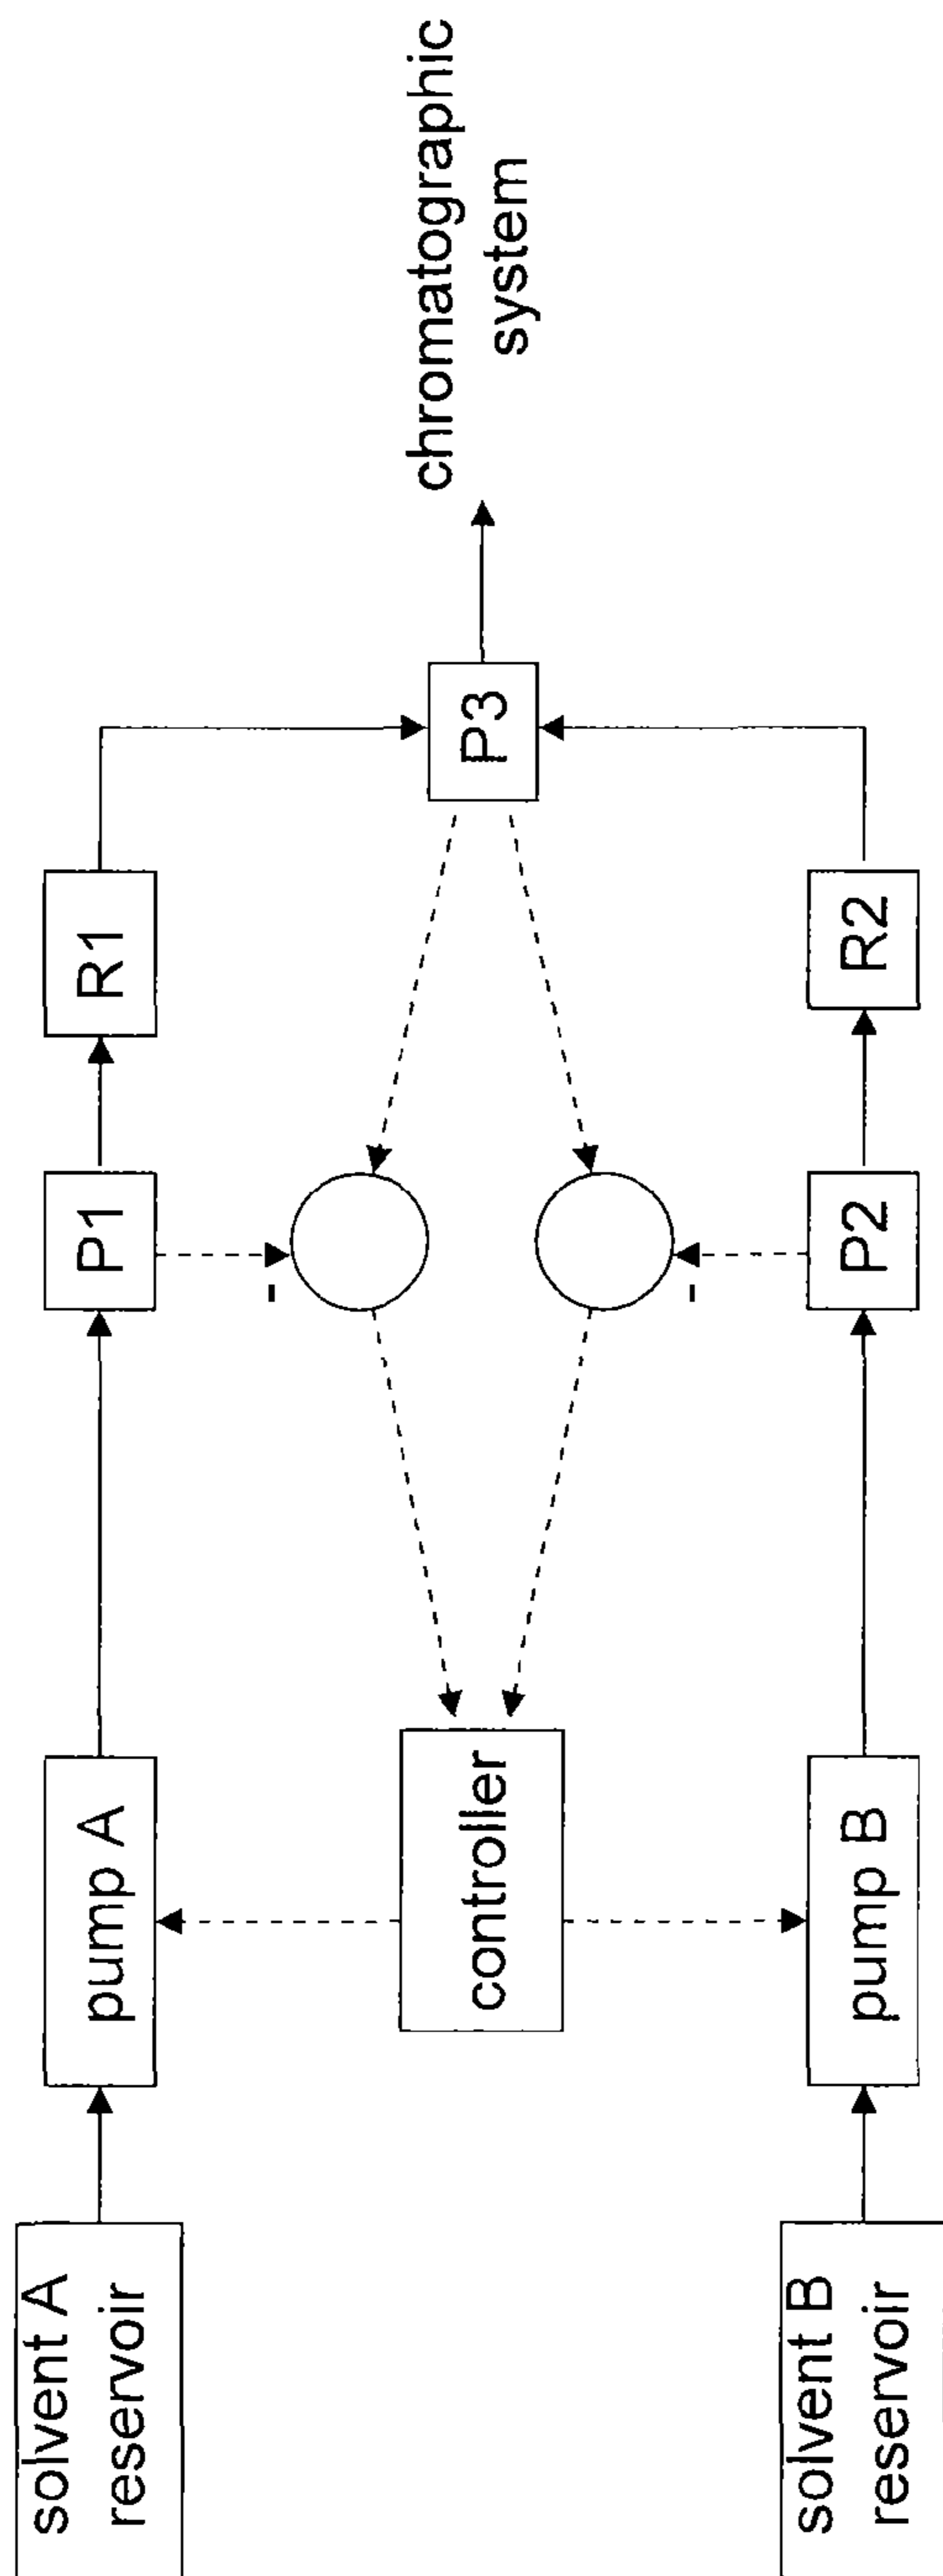 solvent A
reservoir
pump A
P1
R1
controller
-
-
P3
chromatographic
system
solvent B
reservoir
pump B
P2
R2